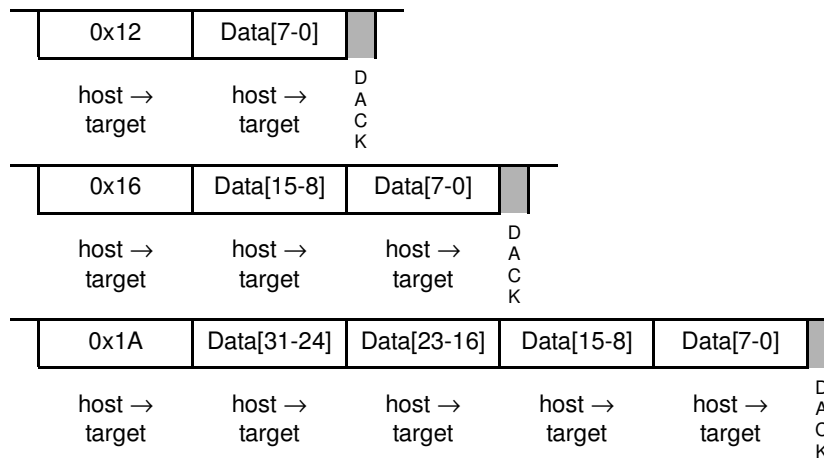 0x12 Data[7-0]
host → host →
target target
D
A
C
K
0x16 Data[15-8] Data[7-0]
host → host → host →
target target target
D
A
C
K
0x1A Data[31-24] Data[23-16] Data[15-8] Data[7-0]
host → host → host → host → host →
target target target target target
D
A
C
K